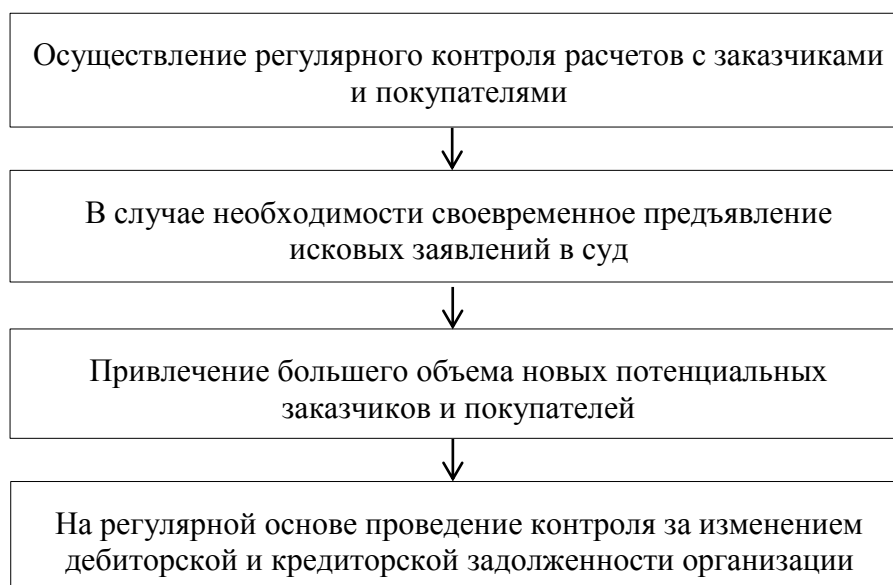 Осуществление регулярного контроля расчетов с заказчиками
и покупателями
В случае необходимости своевременное предъявление
исковых заявлений в суд
Привлечение большего объема новых потенциальных
заказчиков и покупателей
На регулярной основе проведение контроля за изменением
дебиторской и кредиторской задолженности организации